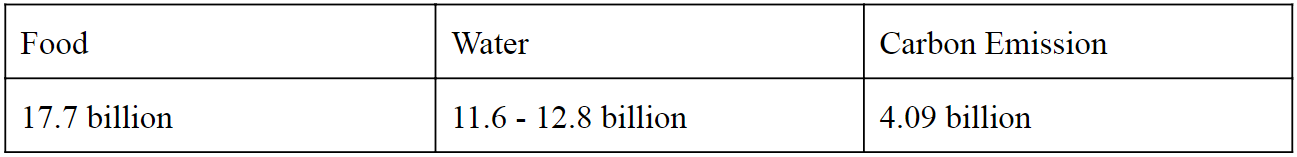 Food Water Carbon Emission
17.7 billion 11.6 - 12.8 billion 4.09 billion